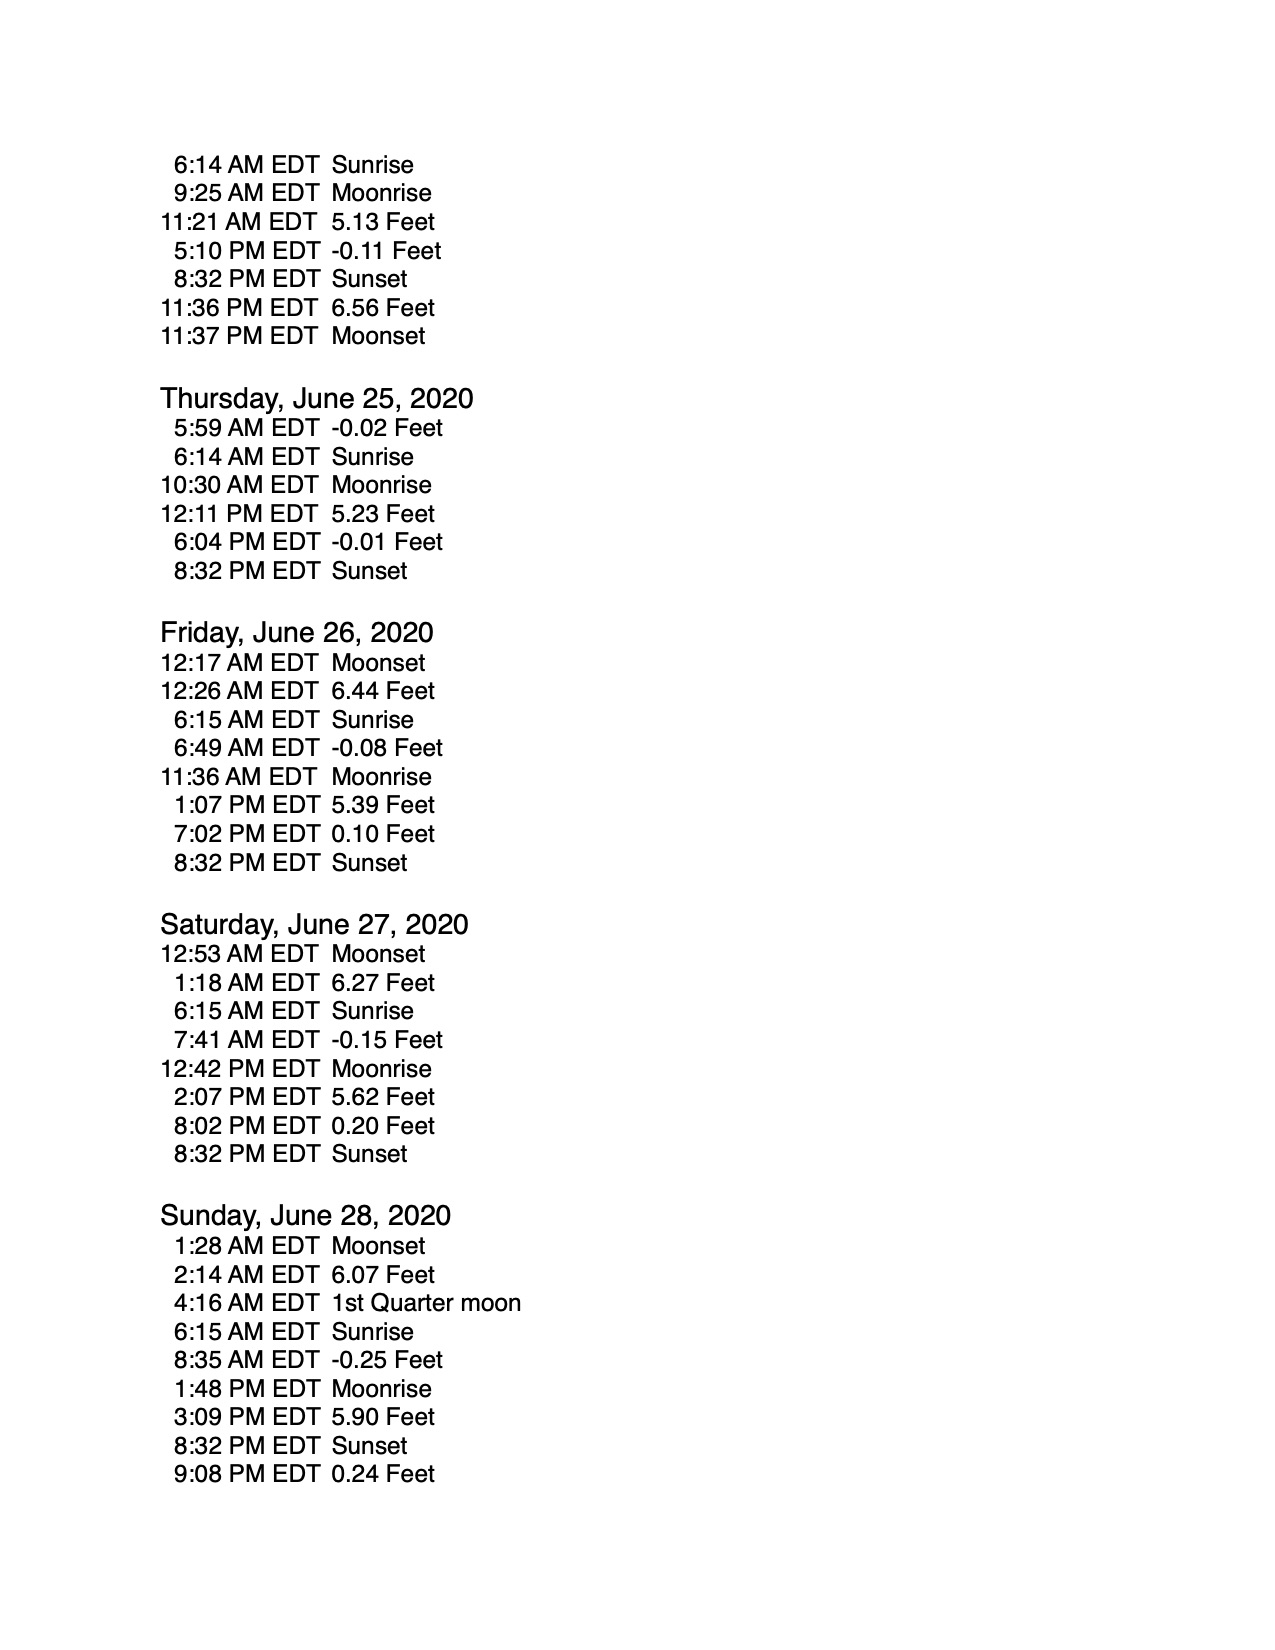 6:14 AM EDT Sunrise
9:25 AM EDT Moonrise
11:21 AM EDT 5.13 Feet
5:10 PM EDT -0.11 Feet
8:32 PM EDT Sunset
11:36 PM EDT 6.56 Feet
11:37 PM EDT Moonset
Thursday, June 25, 2020
5:59 AM EDT -0.02 Feet
6:14 AM EDT Sunrise
10:30 AM EDT Moonrise
12:11 PM EDT 5.23 Feet
6:04 PM EDT -0.01 Feet
8:32 PM EDT Sunset
Friday, June 26, 2020
12:17 AM EDT Moonset
12:26 AM EDT 6.44 Feet
6:15 AM EDT Sunrise
6:49 AM EDT -0.08 Feet
11:36 AM EDT Moonrise
1:07 PM EDT 5.39 Feet
7:02 PM EDT 0.10 Feet
8:32 PM EDT Sunset
Saturday, June 27, 2020
12:53 AM EDT Moonset
1:18 AM EDT 6.27 Feet
6:15 AM EDT Sunrise
7:41 AM EDT -0.15 Feet
12:42 PM EDT Moonrise
2:07 PM EDT 5.62 Feet
8:02 PM EDT 0.20 Feet
8:32 PM EDT Sunset
Sunday, June 28, 2020
1:28 AM EDT Moonset
2:14 AM EDT 6.07 Feet
4:16 AM EDT 1st Quarter moon
6:15 AM EDT Sunrise
8:35 AM EDT -0.25 Feet
1:48 PM EDT Moonrise
3:09 PM EDT 5.90 Feet
8:32 PM EDT Sunset
9:08 PM EDT 0.24 Feet